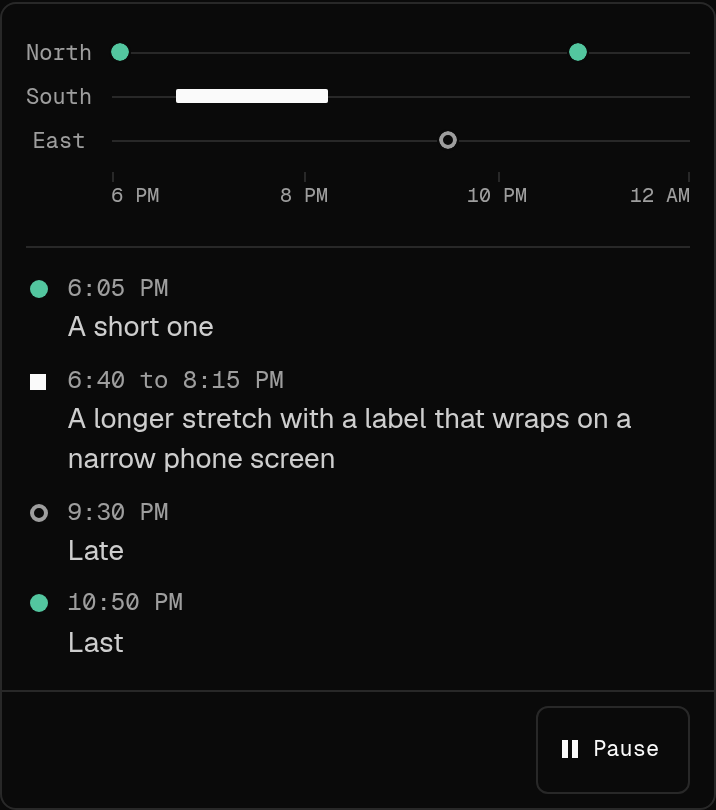 North
South
East
6 PM 8 PM 10 PM 12 AM
6:05 PM
A short one
6:40 to 8:15 PM
A longer stretch with a label that wraps on a
narrow phone screen
9:30 PM
Late
10:50 PM
Last
Pause